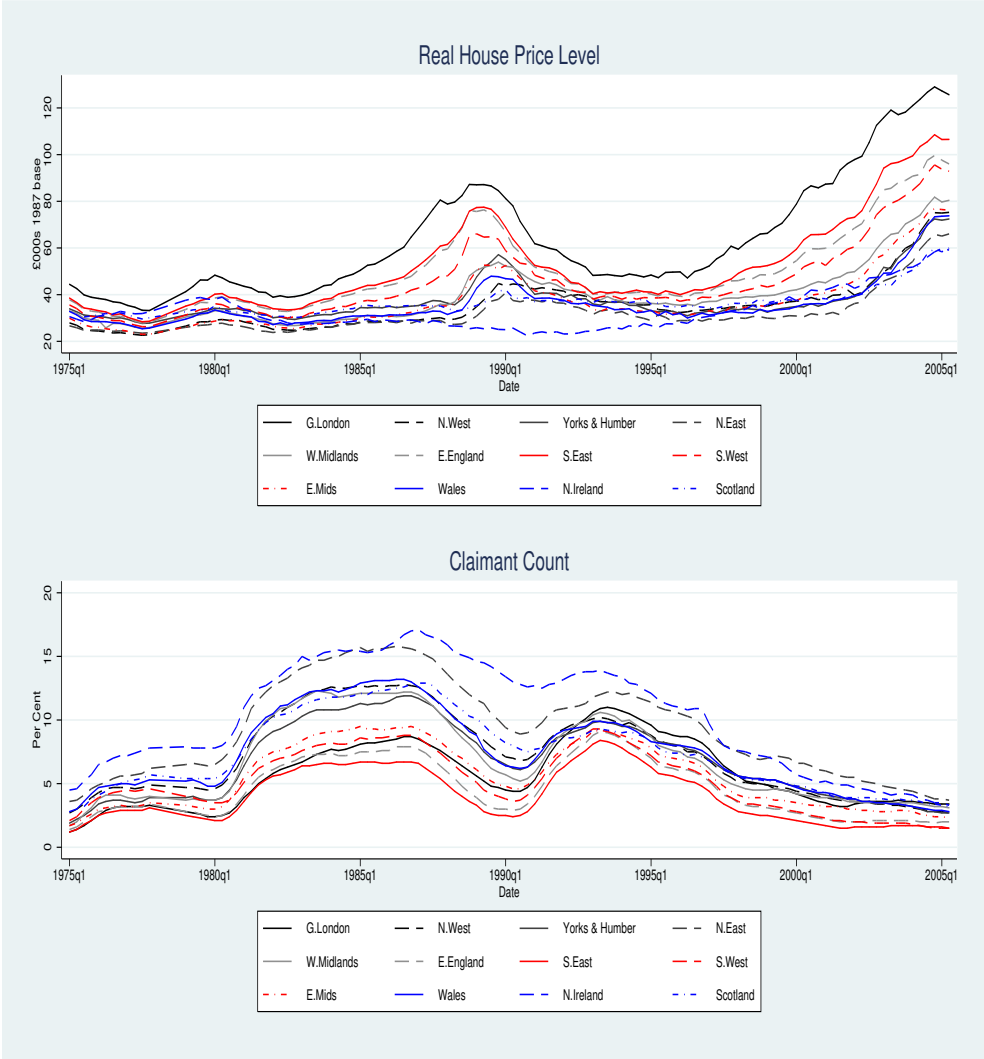 Real House Price Level
£000s 1987 base
120
100
80
60
40
20
1975q1 1980q1 1985q1 1990q1 1995q1 2000q1 2005q1
Date
G.London N.West Yorks & Humber N.East
W.Midlands E.England S.East S.West
E.Mids Wales N.Ireland Scotland
Claimant Count
Per Cent
20
15
10
5
0
1975q1 1980q1 1985q1 1990q1 1995q1 2000q1 2005q1
Date
G.London N.West Yorks & Humber N.East
W.Midlands E.England S.East S.West
E.Mids Wales N.Ireland Scotland